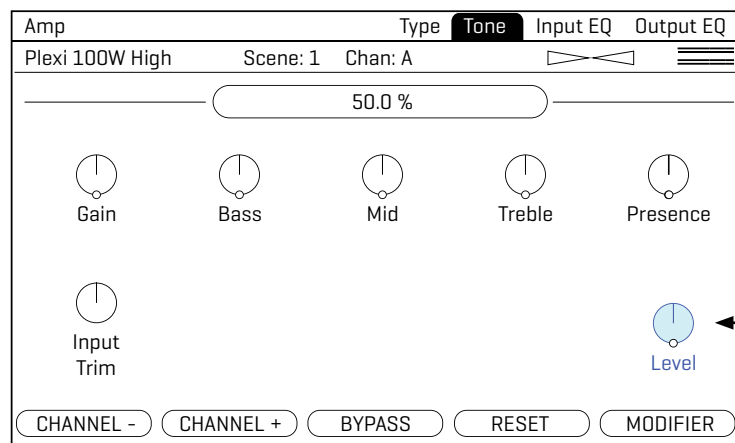 Amp Type Tone Input EQ Output EQ
Plexi 100W High Scene: 1 Chan: A
50.0 %
Gain Bass Mid Treble Presence
Input
Trim
Level
CHANNEL - CHANNEL + BYPASS RESET MODIFIER